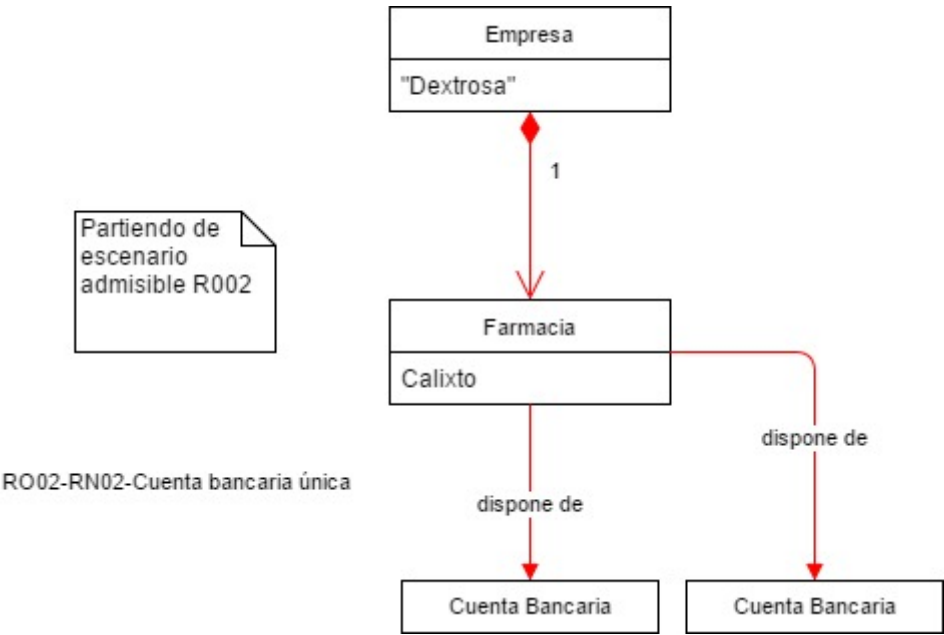 Empresa
"Dextrosa"
1
Partiendo de
escenario
admisible R002
Farmacia
Calixto
dispone de
RO02-RN02-Cuenta bancaria única
dispone de
Cuenta Bancaria
Cuenta Bancaria